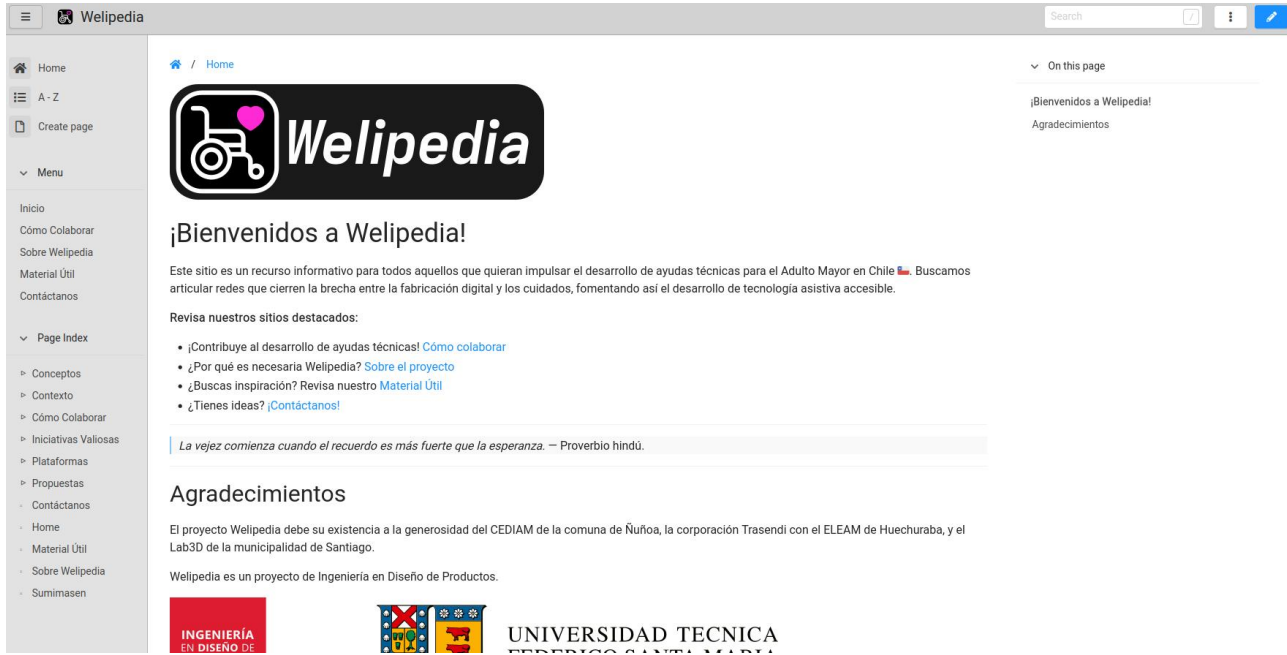 Welipedia
Search
/
Home
A - Z
Create page
Menu
Inicio
Cómo Colaborar
Sobre Welipedia
Material Útil
Contáctanos
Page Index
Conceptos
Contexto
Cómo Colaborar
Iniciativas Valiosas
Plataformas
Propuestas
Contáctanos
Home
Material Útil
Sobre Welipedia
Sumimasen
/ Home
Welipedia
¡Bienvenidos a Welipedia!
Este sitio es un recurso informativo para todos aquellos que quieran impulsar el desarrollo de ayudas técnicas para el Adulto Mayor en Chile 🇨🇱. Buscamos
articular redes que cierren la brecha entre la fabricación digital y los cuidados, fomentando así el desarrollo de tecnología asistiva accesible.
Revisa nuestros sitios destacados:
• ¡Contribuye al desarrollo de ayudas técnicas! Cómo colaborar
• ¿Por qué es necesaria Welipedia? Sobre el proyecto
• ¿Buscas inspiración? Revisa nuestro Material Útil
• ¿Tienes ideas? ¡Contáctanos!
La vejez comienza cuando el recuerdo es más fuerte que la esperanza. — Proverbio hindú.
Agradecimientos
El proyecto Welipedia debe su existencia a la generosidad del CEDIAM de la comuna de Ñuñoa, la corporación Trasendi con el ELEAM de Huechuraba, y el
Lab3D de la municipalidad de Santiago.
Welipedia es un proyecto de Ingeniería en Diseño de Productos.
INGENIERÍA
EN DISEÑO DE
UNIVERSIDAD TECNICA
FEDERICO SANTA MARIA
On this page
¡Bienvenidos a Welipedia!
Agradecimientos